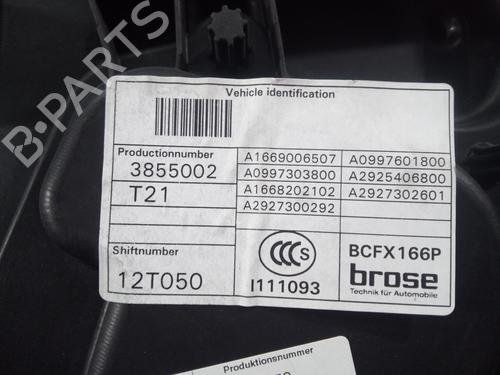 B-PARTS
Vehicle identification
Productionnumber
3855002
T21
A1669006507 A0997601800
A0997303800 A2925406800
A1668202102 A2927302601
A2927300292
Shiftnumber
12T050
CCC S
I111093
BCFX166P
brose
Technik für Automobile
Produktionsnummer